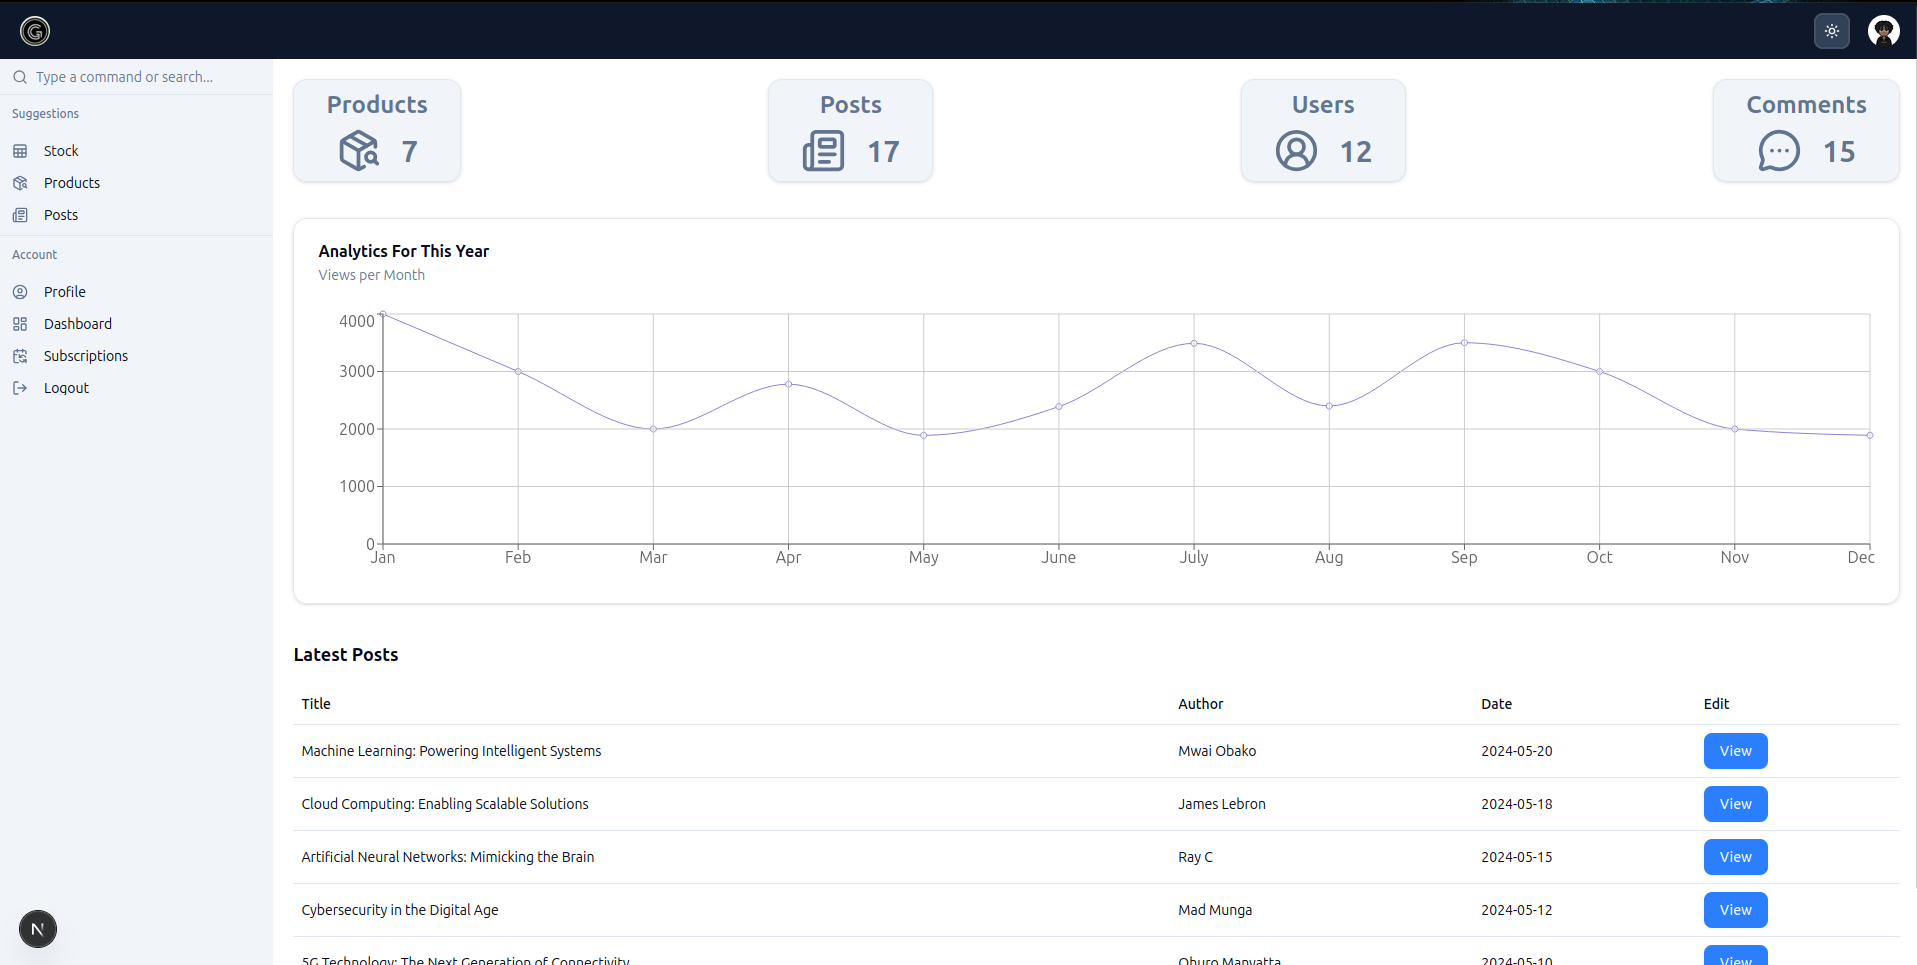 G
Type a command or search...
Suggestions
Stock
Products
Posts
Account
Profile
Dashboard
Subscriptions
Logout
N
Products
7
Posts
17
Users
12
Comments
15
Analytics For This Year
Views per Month
4000
3000
2000
1000
0
Jan Feb Mar Apr May June July Aug Sep Oct Nov Dec
Latest Posts
Title Author Date Edit
Machine Learning: Powering Intelligent Systems Mwai Obako 2024-05-20 View
Cloud Computing: Enabling Scalable Solutions James Lebron 2024-05-18 View
Artificial Neural Networks: Mimicking the Brain Ray C 2024-05-15 View
Cybersecurity in the Digital Age Mad Munga 2024-05-12 View
5G Technology: The Next Generation of Connectivity Oburo Manyatta 2024-05-10 View